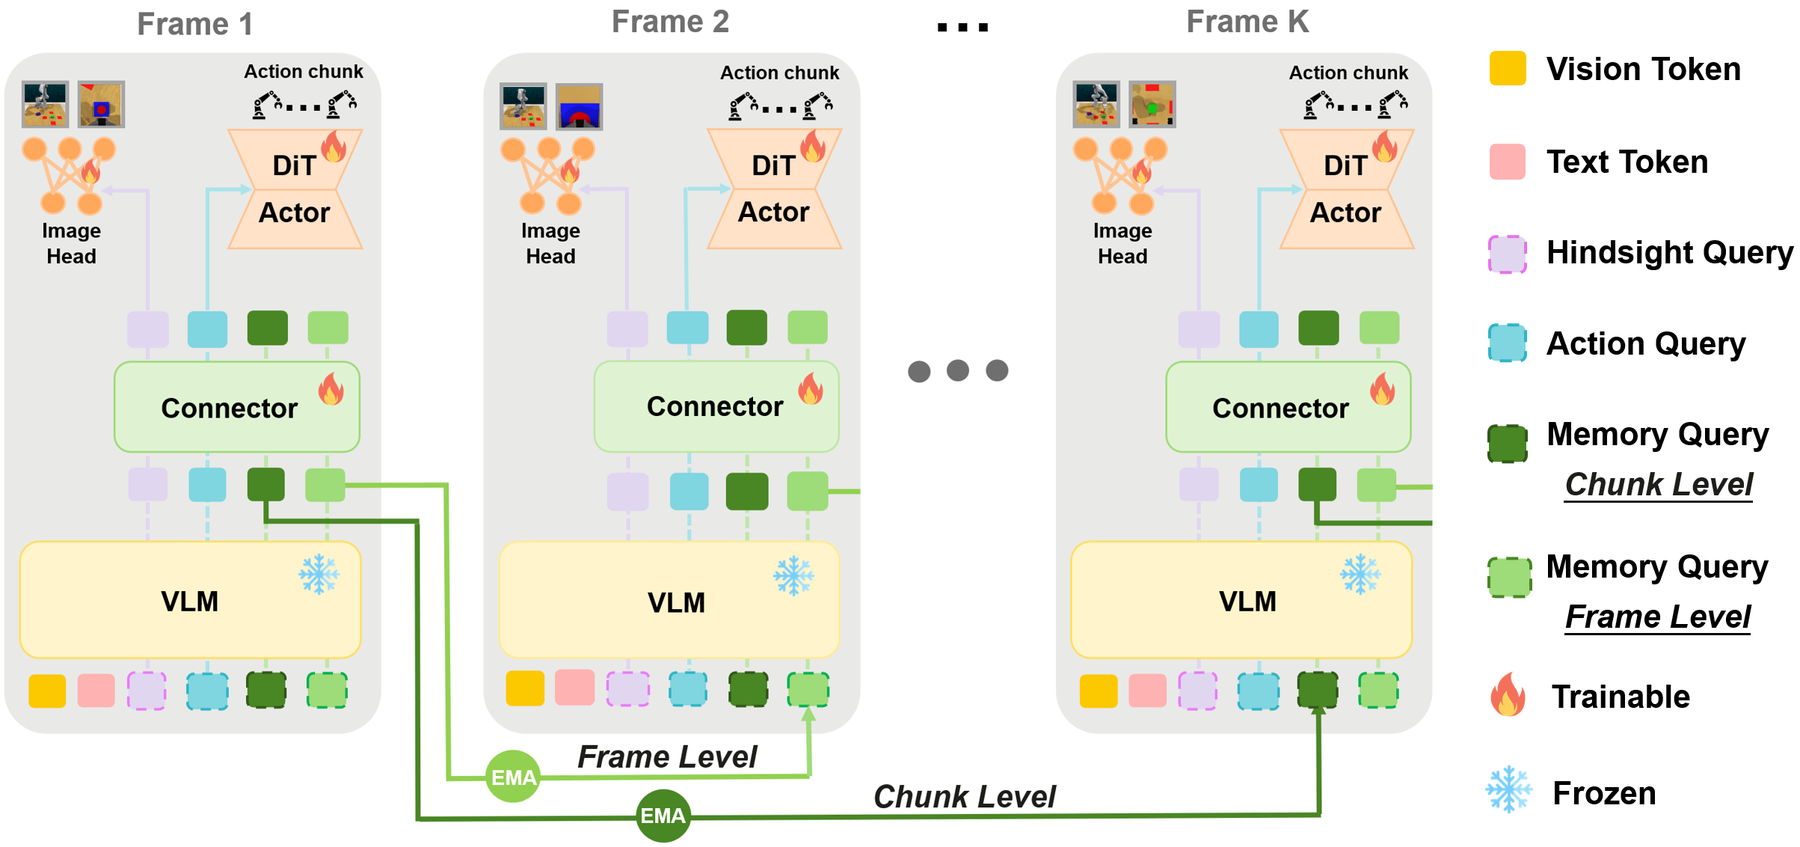 Frame 1
Frame 2
...
Frame K
Action chunk
Action chunk
Action chunk
DiT
Actor
Image
Head
DiT
Actor
Image
Head
DiT
Actor
Image
Head
Connector
Connector
Connector
VLM
VLM
VLM
EMA
Frame Level
EMA
Chunk Level
Vision Token
Text Token
Hindsight Query
Action Query
Memory Query
Chunk Level
Memory Query
Frame Level
Trainable
Frozen